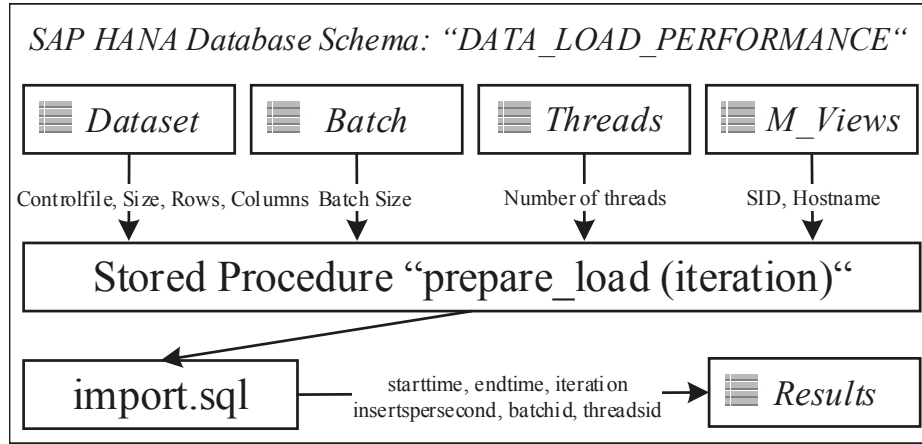 SAP HANA Database Schema: “DATA_LOAD_PERFORMANCE“
Dataset
Batch
Threads
M_Views
Controlfile, Size, Rows, Columns
Batch Size
Number of threads
SID, Hostname
Stored Procedure “prepare_load (iteration)“
import.sql
starttime, endtime, iteration
insertspersecond, batchid, threadsid
Results